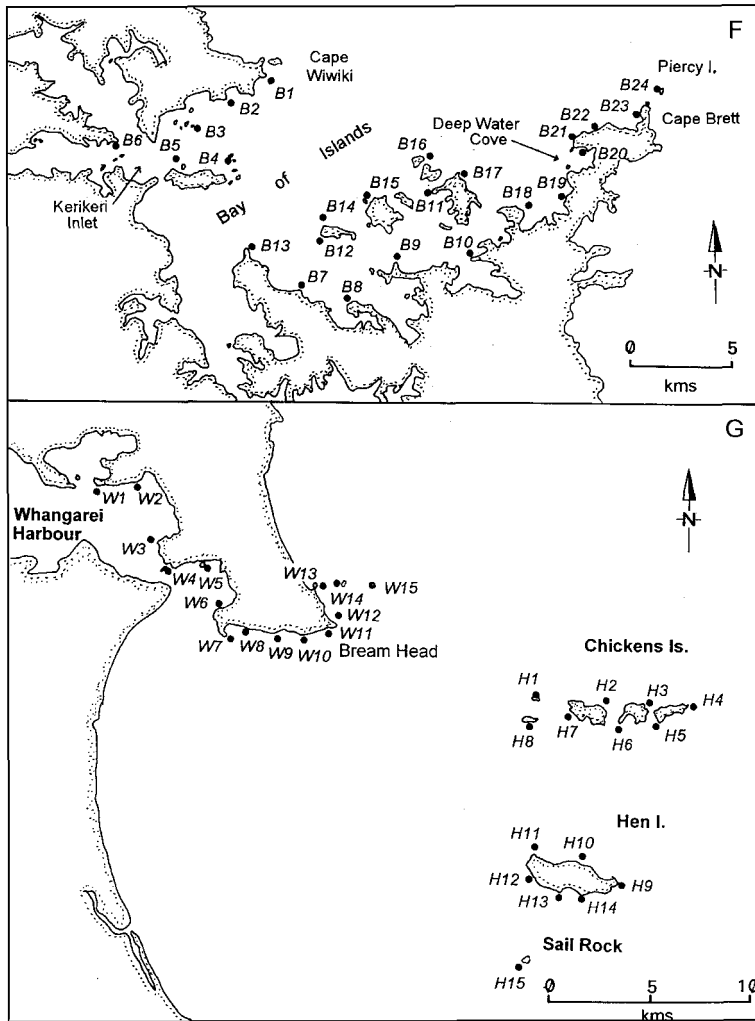 F
Cape
Wiwiki
Piercy I.
B1
B2
B3
B4
B5
B6
Kerikeri
Inlet
Bay of Islands
Deep Water
Cove
Cape Brett
B24
B23
B22
B21
B20
B19
B18
B17
B16
B15
B14
B13
B12
B11
B10
B9
B8
B7
N
0 5
kms
G
W1
W2
Whangarei
Harbour
W3
W4
W5
W6
W7
W8
W9
W10
W11
W12
W13
W14
W15
Bream Head
N
Chickens Is.
H1
H2
H3
H4
H5
H6
H7
H8
Hen I.
H11
H10
H12
H9
H13
H14
Sail Rock
H15
0 5 10
kms